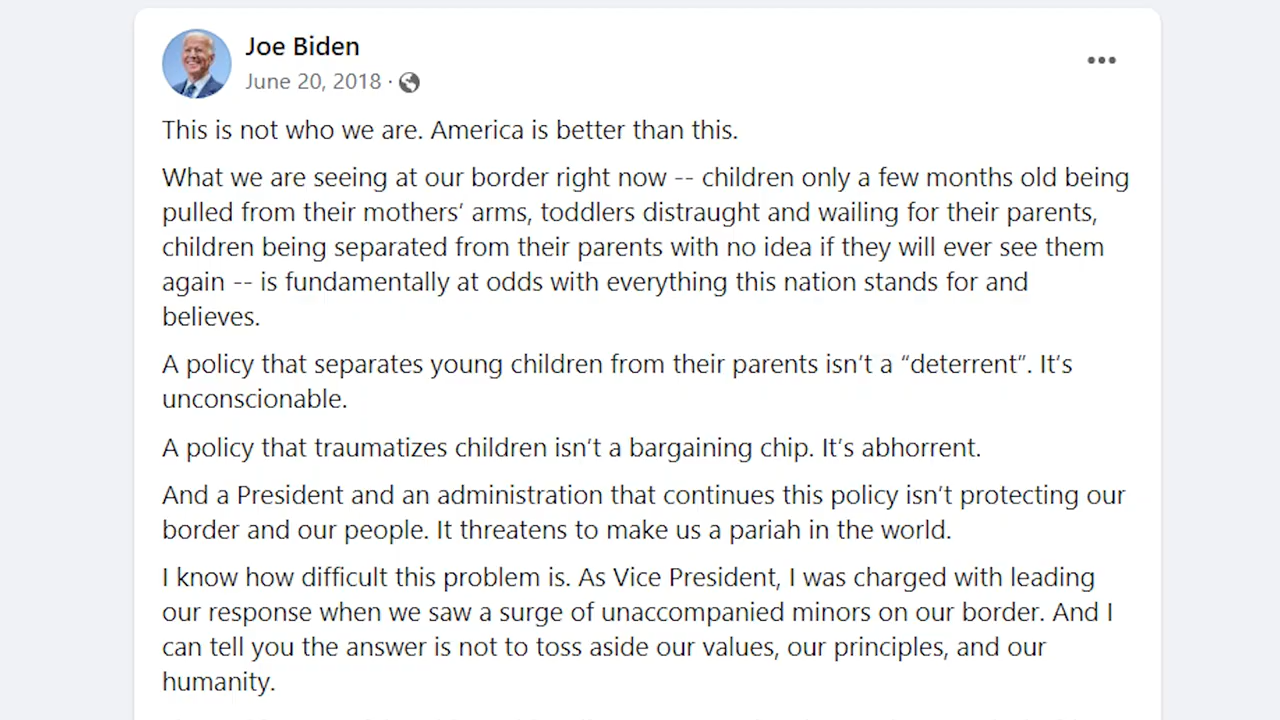 Joe Biden
June 20, 2018 ·
This is not who we are. America is better than this.
What we are seeing at our border right now -- children only a few months old being
pulled from their mothers’ arms, toddlers distraught and wailing for their parents,
children being separated from their parents with no idea if they will ever see them
again -- is fundamentally at odds with everything this nation stands for and
believes.
A policy that separates young children from their parents isn’t a “deterrent”. It’s
unconscionable.
A policy that traumatizes children isn’t a bargaining chip. It’s abhorrent.
And a President and an administration that continues this policy isn’t protecting our
border and our people. It threatens to make us a pariah in the world.
I know how difficult this problem is. As Vice President, I was charged with leading
our response when we saw a surge of unaccompanied minors on our border. And I
can tell you the answer is not to toss aside our values, our principles, and our
humanity.